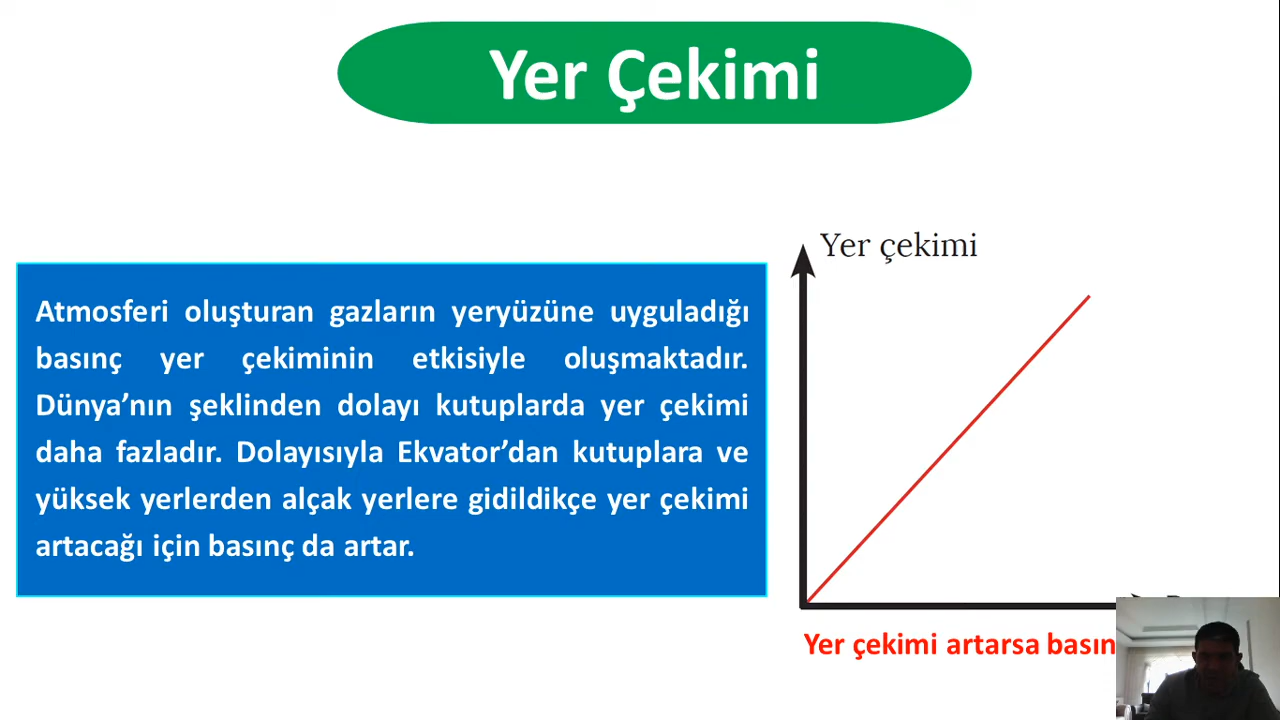 Yer Çekimi
Yer çekimi
Atmosferi oluşturan gazların yeryüzüne uyguladığı
basınç yer çekiminin etkisiyle oluşmaktadır.
Dünya’nın şeklinden dolayı kutuplarda yer çekimi
daha fazladır. Dolayısıyla Ekvator’dan kutuplara ve
yüksek yerlerden alçak yerlere gidildikçe yer çekimi
artacağı için basınç da artar.
Yer çekimi artarsa